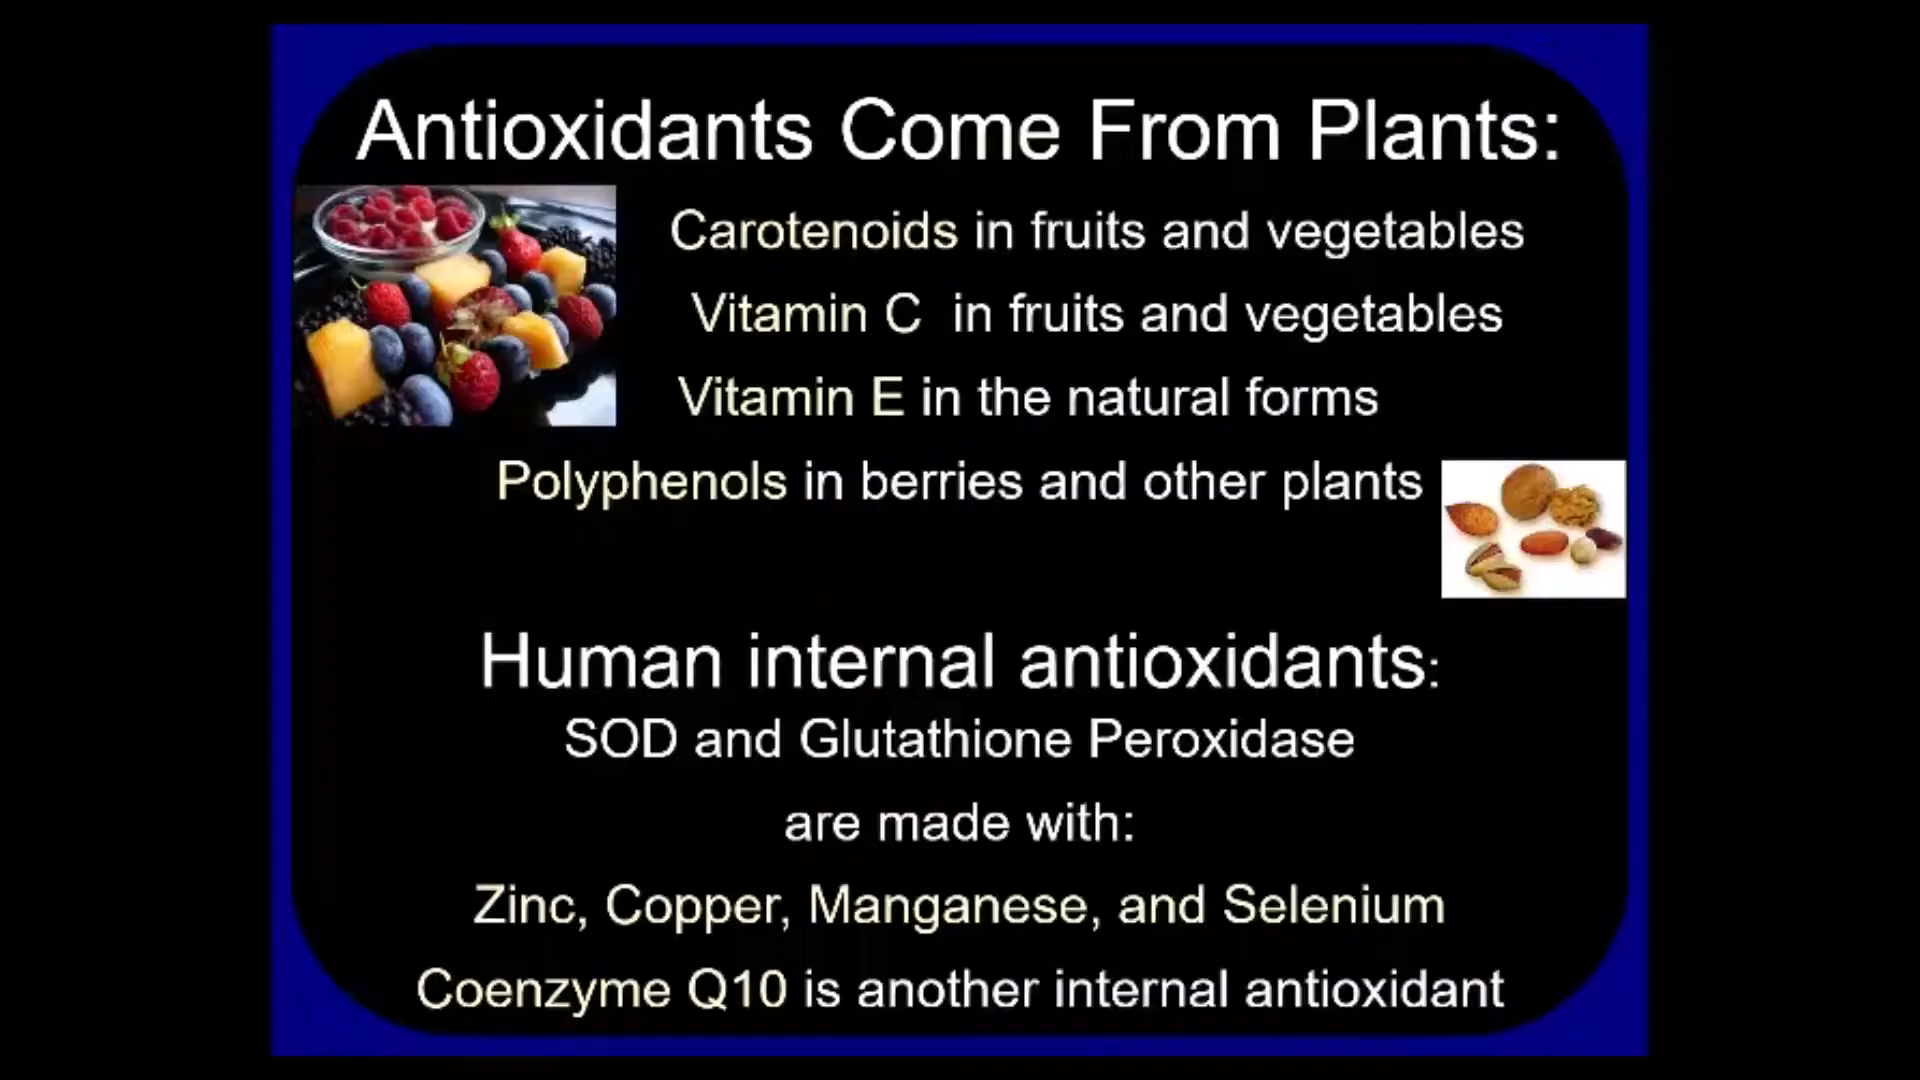 Antioxidants Come From Plants:
Carotenoids in fruits and vegetables
Vitamin C in fruits and vegetables
Vitamin E in the natural forms
Polyphenols in berries and other plants
Human internal antioxidants:
SOD and Glutathione Peroxidase
are made with:
Zinc, Copper, Manganese, and Selenium
Coenzyme Q10 is another internal antioxidant